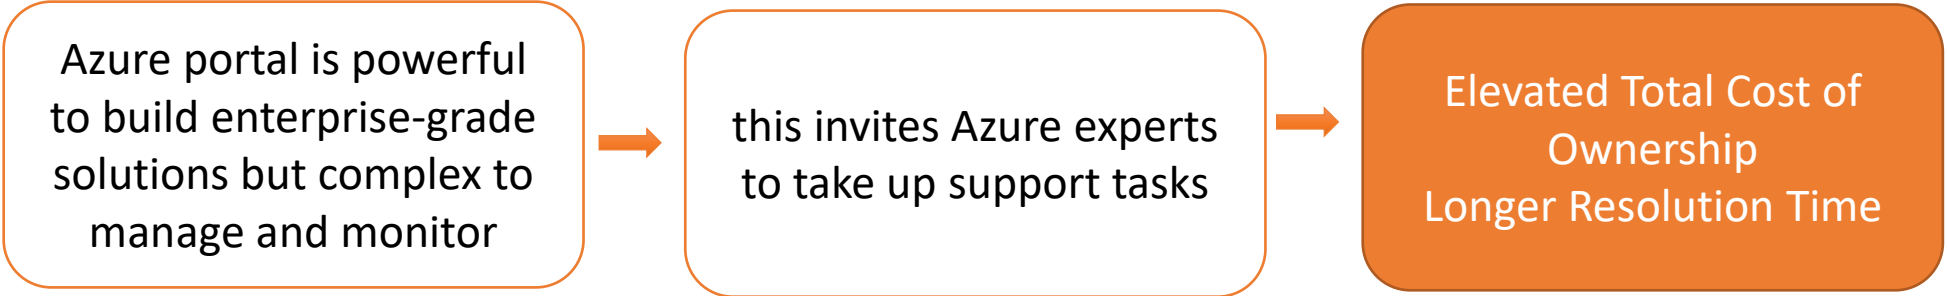 Azure portal is powerful
to build enterprise-grade
solutions but complex to
manage and monitor
this invites Azure experts
to take up support tasks
Elevated Total Cost of
Ownership
Longer Resolution Time